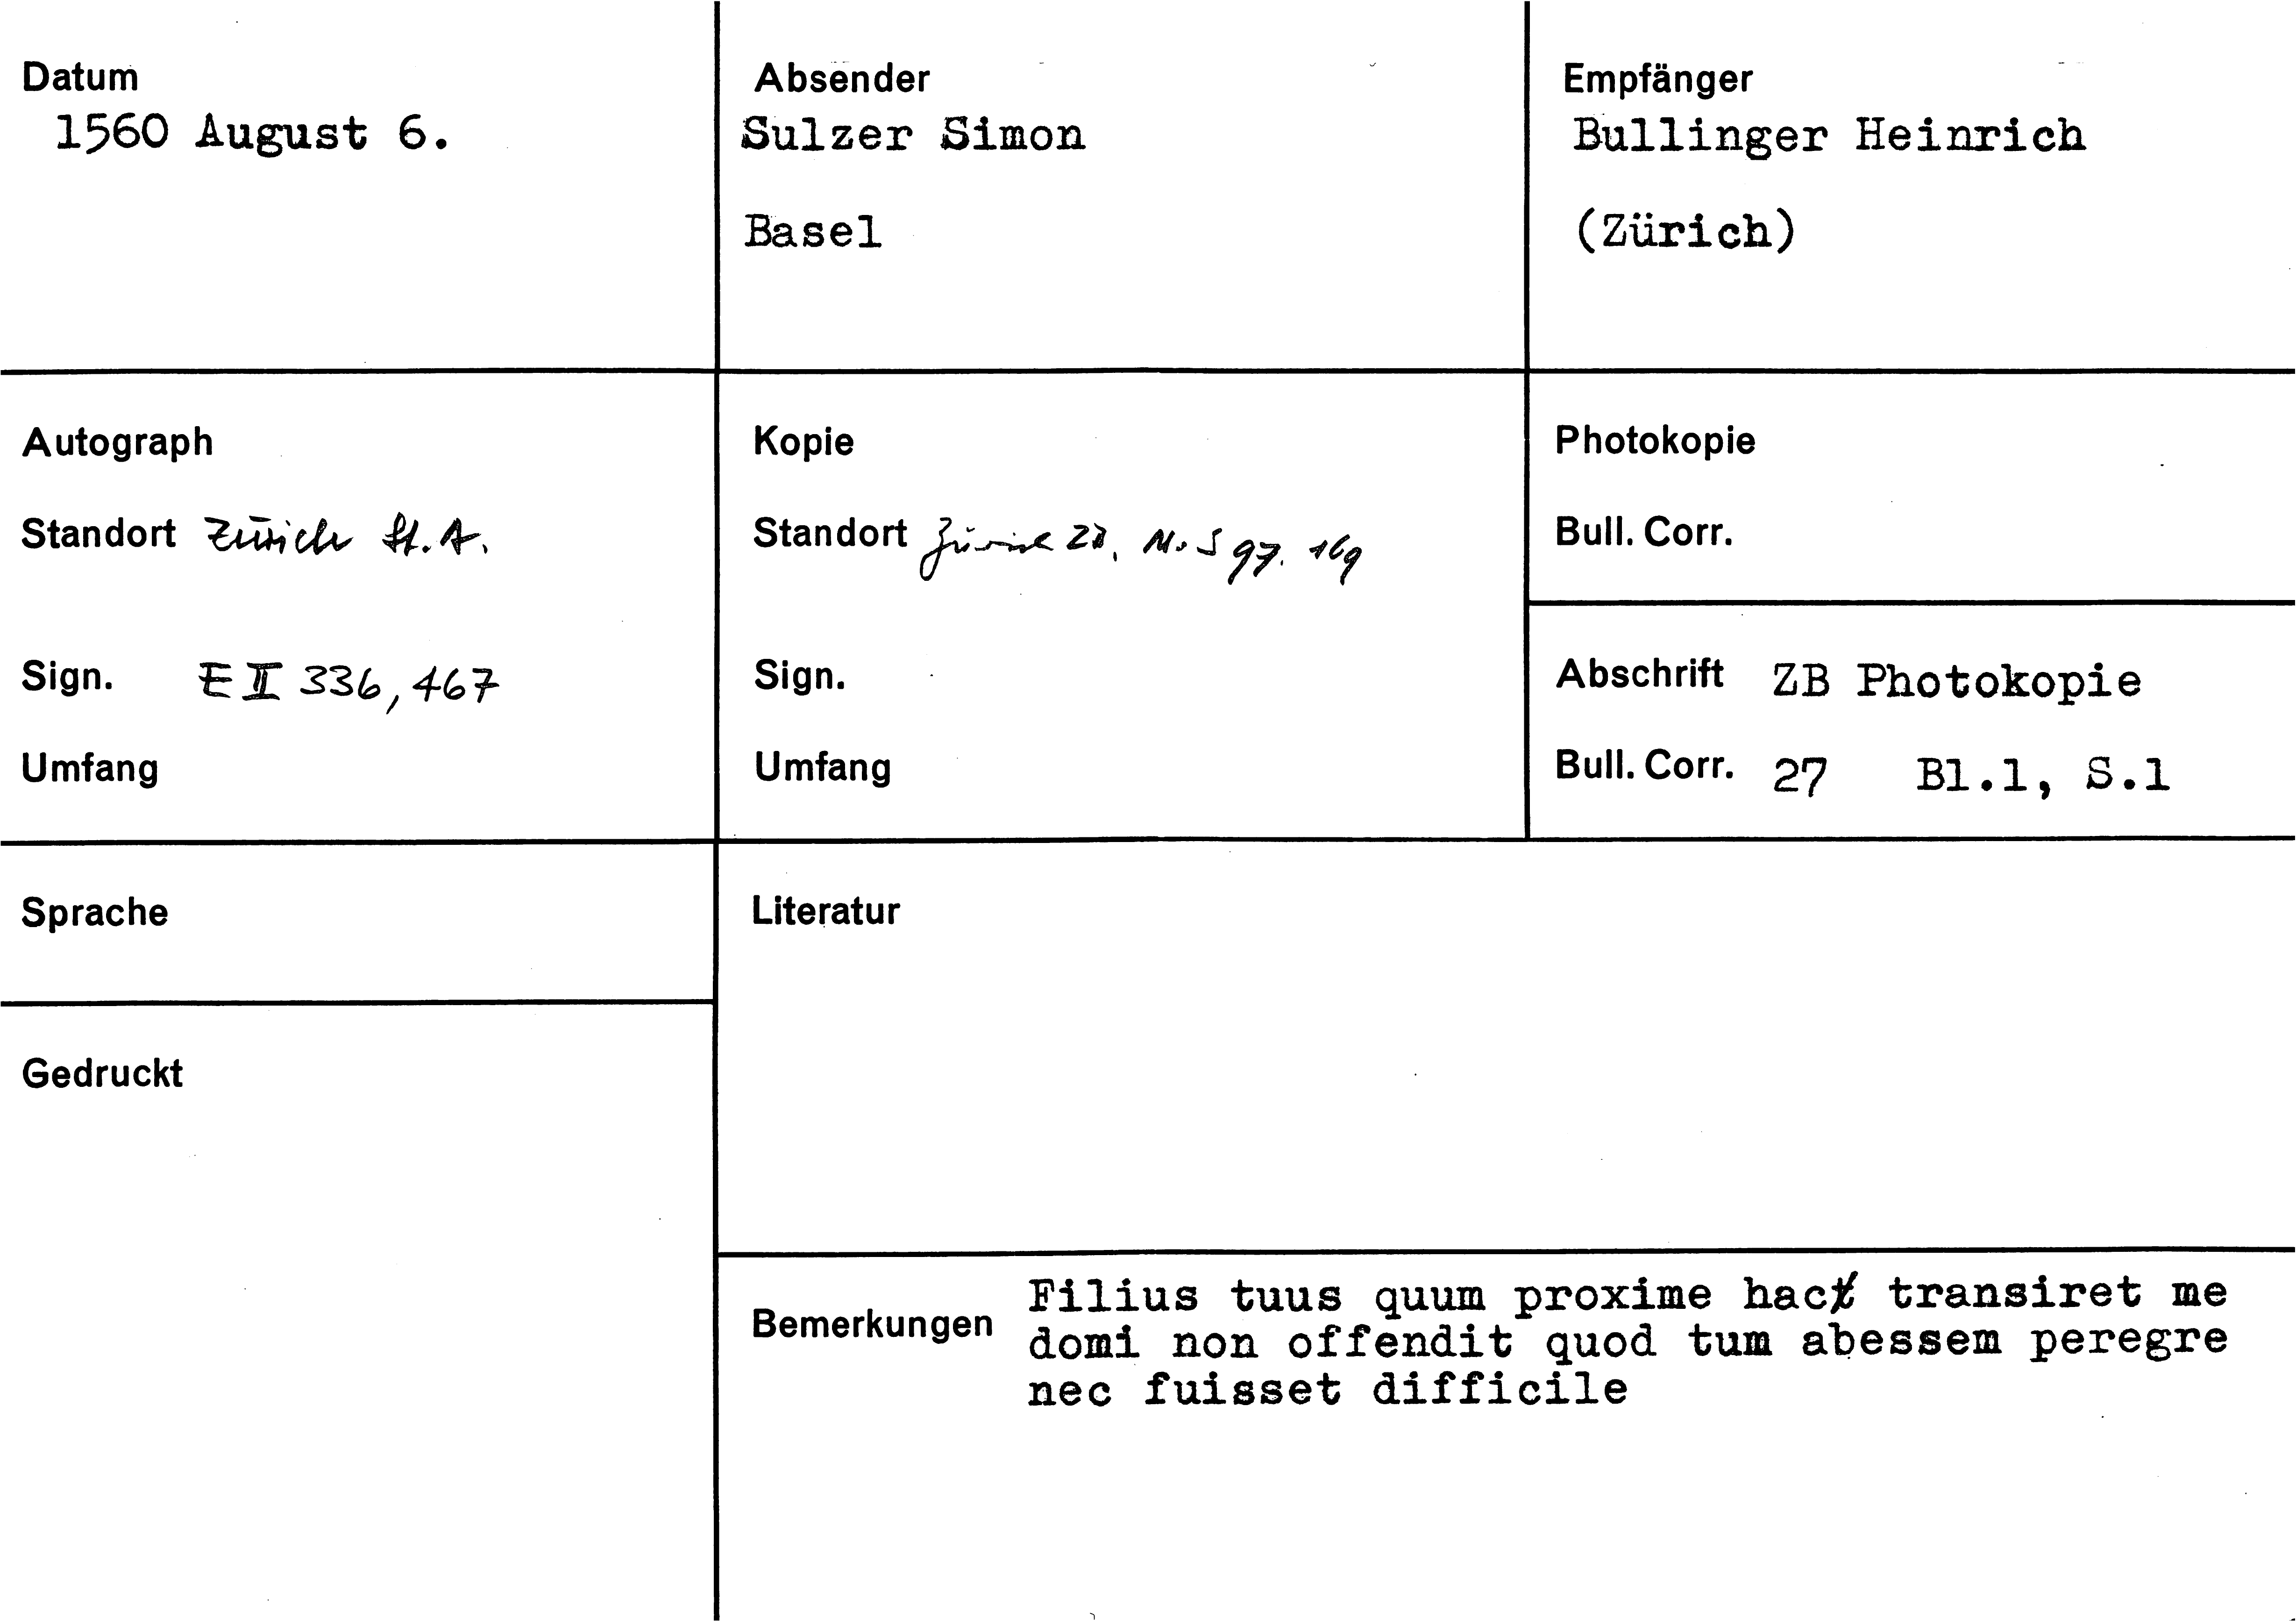 Datum
1560 August 6.
Absender
Sulzer Simon
Basel
Empfänger
Bullinger Heinrich
(Zürich)
Autograph
Standort Zürich St.A.
Sign. E II 336, 467
Umfang
Kopie
Standort Zürich ZB, Ms S 97. 169
Sign.
Umfang
Photokopie
Bull. Corr.
Abschrift ZB Photokopie
Bull. Corr. 27 Bl.1, S.1
Sprache
Gedruckt
Literatur
Bemerkungen
Filius tuus quum proxime hac transiret me
domi non offendit quod tum abessem peregre
nec fuisset difficile